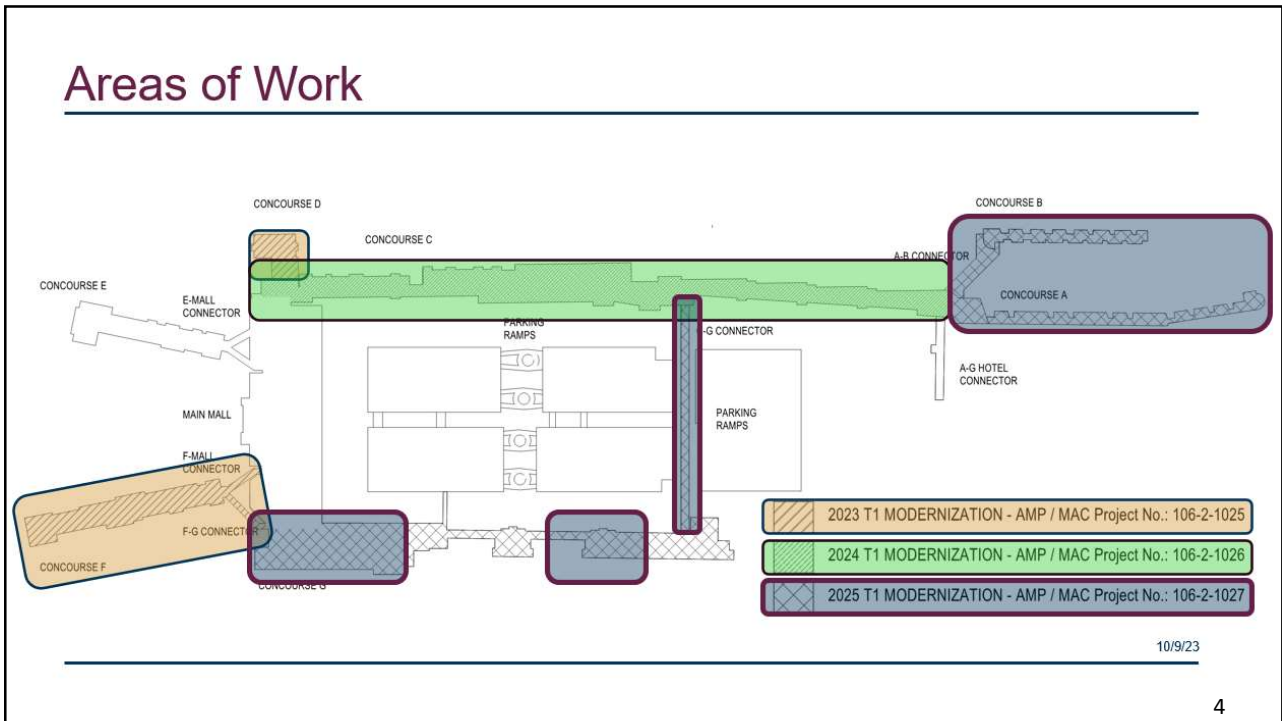 Areas of Work
CONCOURSE D
CONCOURSE B
CONCOURSE C
A-B CONNECTOR
CONCOURSE E
E-MALL
CONNECTOR
CONCOURSE A
PARKING
RAMPS
-G CONNECTOR
A-G HOTEL
CONNECTOR
MAIN MALL
PARKING
RAMPS
F-MALL
CONNECTOR
F-G CONNECTOR
CONCOURSE F
CONCOURSE G
2023 T1 MODERNIZATION - AMP / MAC Project No.: 106-2-1025
2024 T1 MODERNIZATION - AMP / MAC Project No.: 106-2-1026
2025 T1 MODERNIZATION - AMP / MAC Project No.: 106-2-1027
10/9/23
4